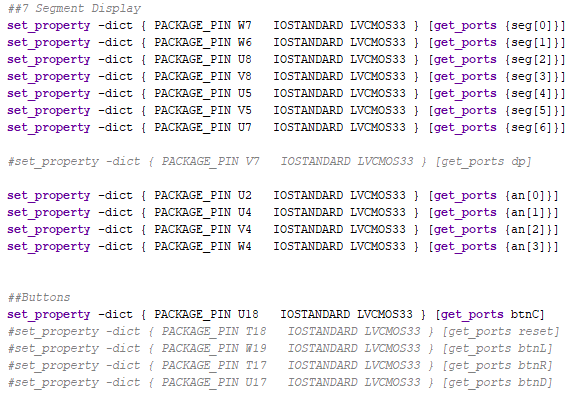 ##7 Segment Display
set_property -dict { PACKAGE_PIN W7   IOSTANDARD LVCMOS33 } [get_ports {seg[0]}]
set_property -dict { PACKAGE_PIN W6   IOSTANDARD LVCMOS33 } [get_ports {seg[1]}]
set_property -dict { PACKAGE_PIN U8   IOSTANDARD LVCMOS33 } [get_ports {seg[2]}]
set_property -dict { PACKAGE_PIN V8   IOSTANDARD LVCMOS33 } [get_ports {seg[3]}]
set_property -dict { PACKAGE_PIN U5   IOSTANDARD LVCMOS33 } [get_ports {seg[4]}]
set_property -dict { PACKAGE_PIN V5   IOSTANDARD LVCMOS33 } [get_ports {seg[5]}]
set_property -dict { PACKAGE_PIN U7   IOSTANDARD LVCMOS33 } [get_ports {seg[6]}]
#set_property -dict { PACKAGE_PIN V7   IOSTANDARD LVCMOS33 } [get_ports dp]
set_property -dict { PACKAGE_PIN U2   IOSTANDARD LVCMOS33 } [get_ports {an[0]}]
set_property -dict { PACKAGE_PIN U4   IOSTANDARD LVCMOS33 } [get_ports {an[1]}]
set_property -dict { PACKAGE_PIN V4   IOSTANDARD LVCMOS33 } [get_ports {an[2]}]
set_property -dict { PACKAGE_PIN W4   IOSTANDARD LVCMOS33 } [get_ports {an[3]}]
##Buttons
set_property -dict { PACKAGE_PIN U18   IOSTANDARD LVCMOS33 } [get_ports btnC]
#set_property -dict { PACKAGE_PIN T18   IOSTANDARD LVCMOS33 } [get_ports reset]
#set_property -dict { PACKAGE_PIN W19   IOSTANDARD LVCMOS33 } [get_ports btnL]
#set_property -dict { PACKAGE_PIN T17   IOSTANDARD LVCMOS33 } [get_ports btnR]
#set_property -dict { PACKAGE_PIN U17   IOSTANDARD LVCMOS33 } [get_ports btnD]